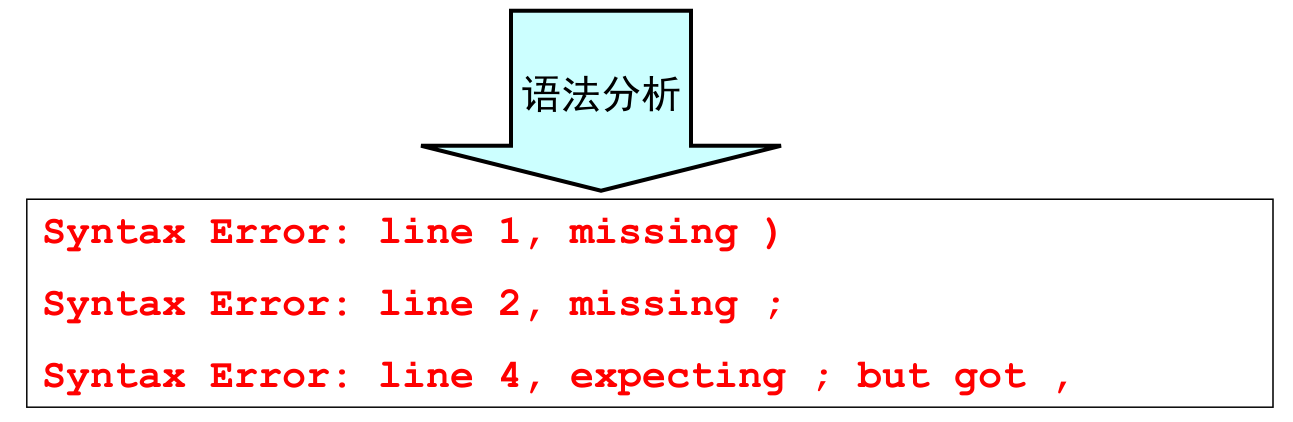 语法分析
Syntax Error: line 1, missing )
Syntax Error: line 2, missing ;
Syntax Error: line 4, expecting ; but got ,